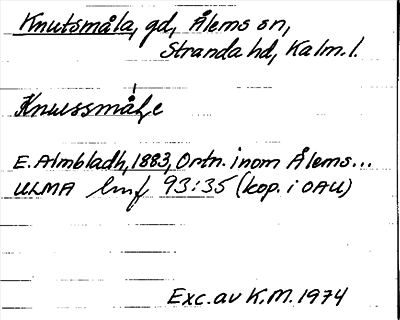 Knutsmåla, gd, Ålems sn,
Stranda hd, Kalm. l.
Knussmåle
E. Almbladh, 1883, Ortn. inom Ålems...
ULMA lmf 93:35 (kop. i OAU)
Exc. av K.M. 1974